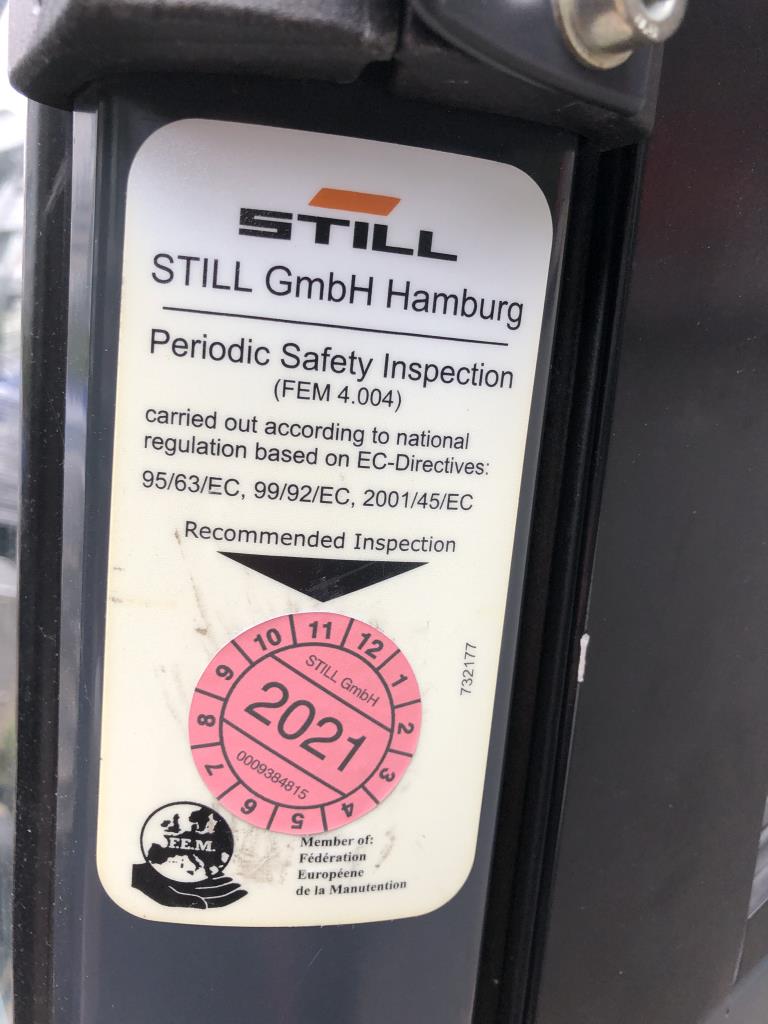 STILL
STILL GmbH Hamburg
Periodic Safety Inspection
(FEM 4.004)
carried out according to national
regulation based on EC-Directives:
95/63/EC, 99/92/EC, 2001/45/EC
Recommended Inspection
10 11 12 1 2 3 4 5 6 7 8 9
STILL GmbH
2021
0009384815
732177
F.E.M.
Member of:
Fédération
Européene
de la Manutention